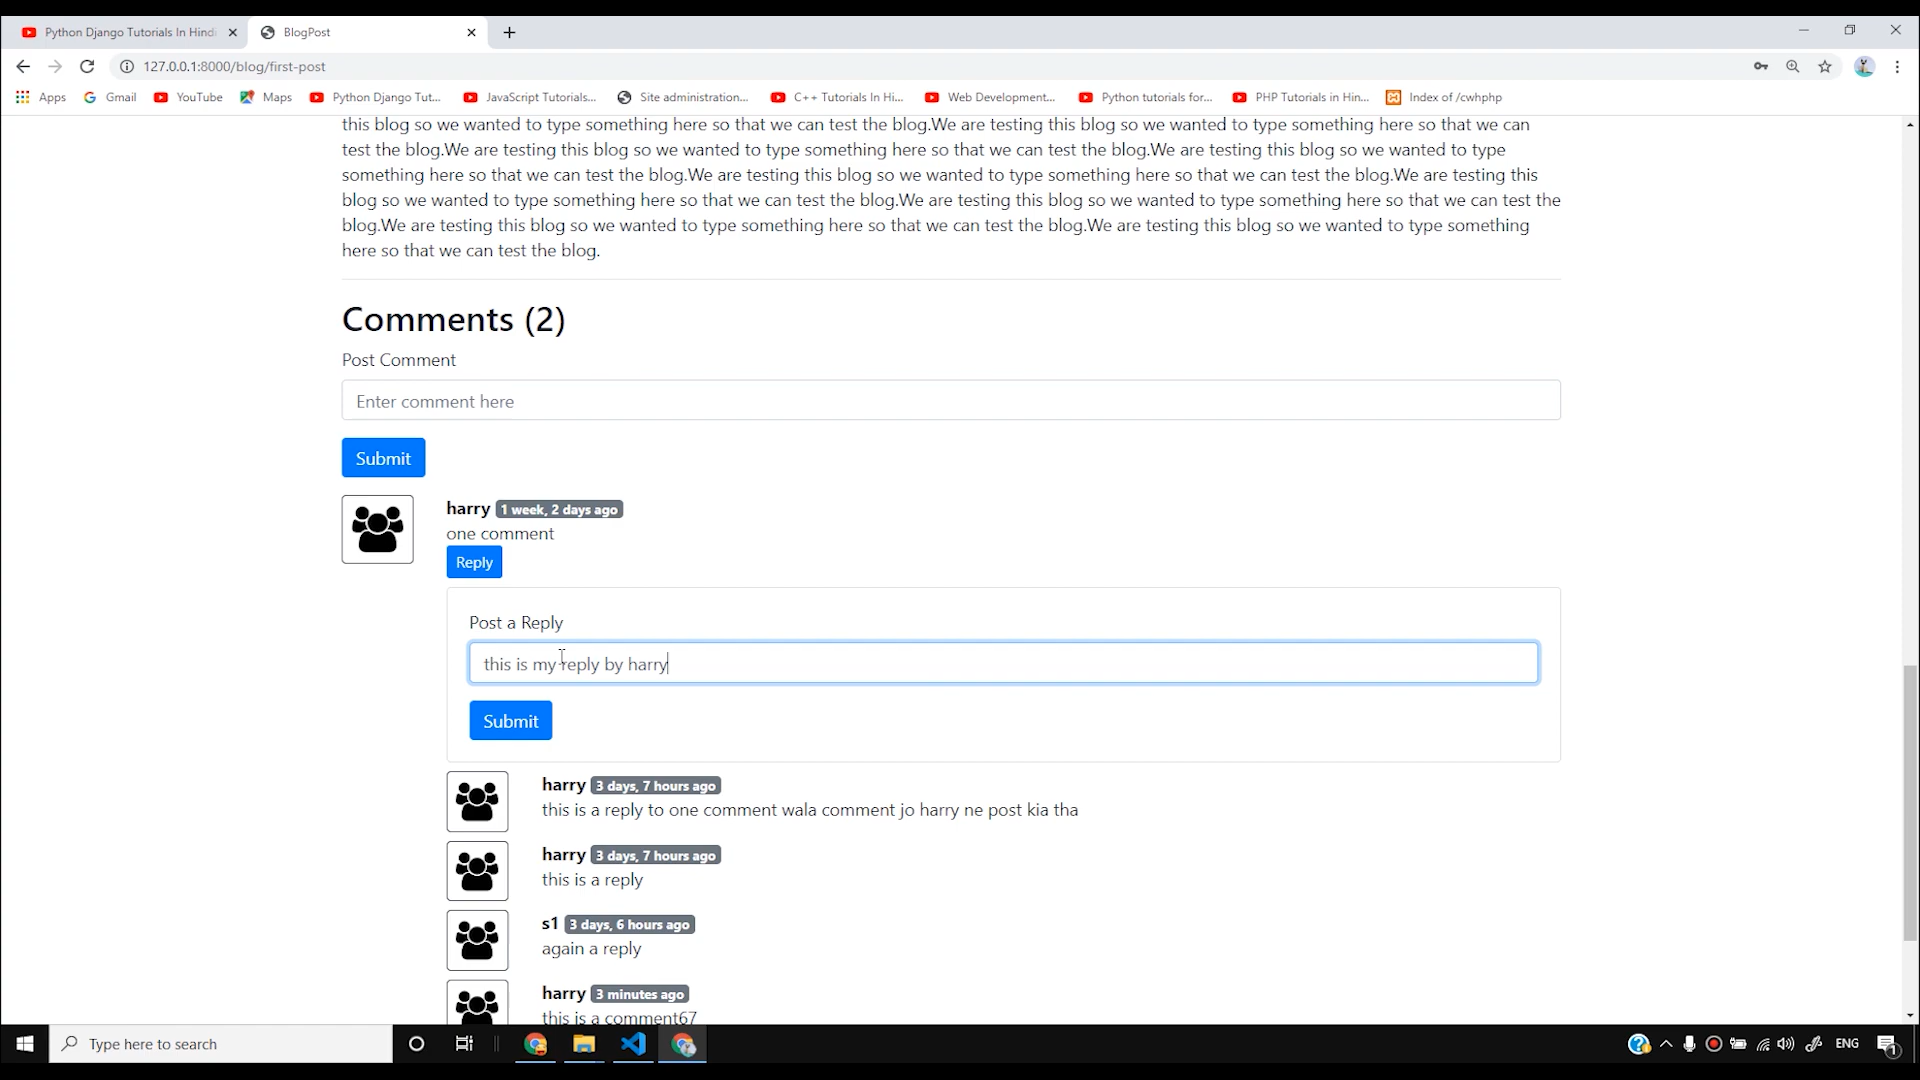 Python Django Tutorials In Hindi
BlogPost
127.0.0.1:8000/blog/first-post
Apps
Gmail
YouTube
Maps
Python Django Tut...
JavaScript Tutorials...
Site administration...
C++ Tutorials In Hi...
Web Development...
Python tutorials for...
PHP Tutorials in Hin...
Index of /cwhphp
this blog so we wanted to type something here so that we can test the blog.We are testing this blog so we wanted to type something here so that we can
test the blog.We are testing this blog so we wanted to type something here so that we can test the blog.We are testing this blog so we wanted to type
something here so that we can test the blog.We are testing this blog so we wanted to type something here so that we can test the blog.We are testing this
blog so we wanted to type something here so that we can test the blog.We are testing this blog so we wanted to type something here so that we can test the
blog.We are testing this blog so we wanted to type something here so that we can test the blog.We are testing this blog so we wanted to type something
here so that we can test the blog.
Comments (2)
Post Comment
Enter comment here
Submit
harry 1 week, 2 days ago
one comment
Reply
Post a Reply
this is my reply by harry
Submit
harry 3 days, 7 hours ago
this is a reply to one comment wala comment jo harry ne post kia tha
harry 3 days, 7 hours ago
this is a reply
s1 3 days, 6 hours ago
again a reply
harry 3 minutes ago
this is a comment67
Type here to search
ENG
1